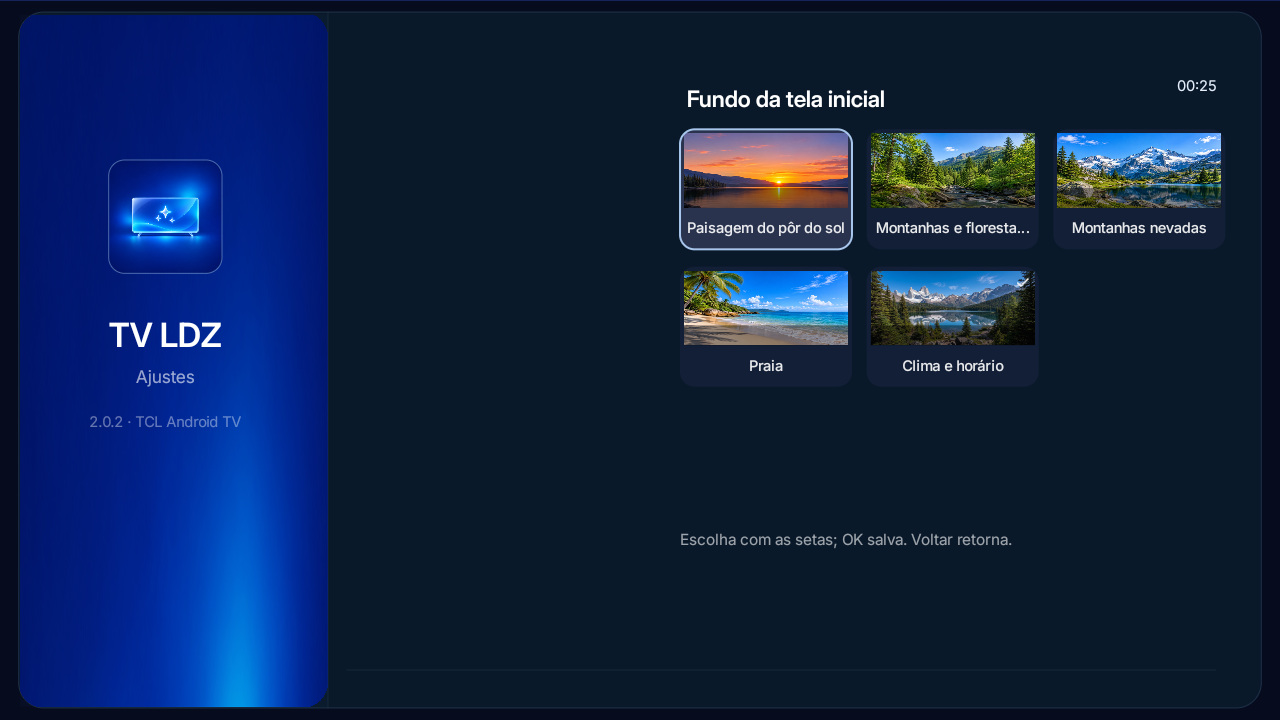 TV LDZ
Ajustes
2.0.2 · TCL Android TV
00:25
Fundo da tela inicial
Paisagem do pôr do sol
Montanhas e floresta...
Montanhas nevadas
Praia
Clima e horário
Escolha com as setas; OK salva. Voltar retorna.